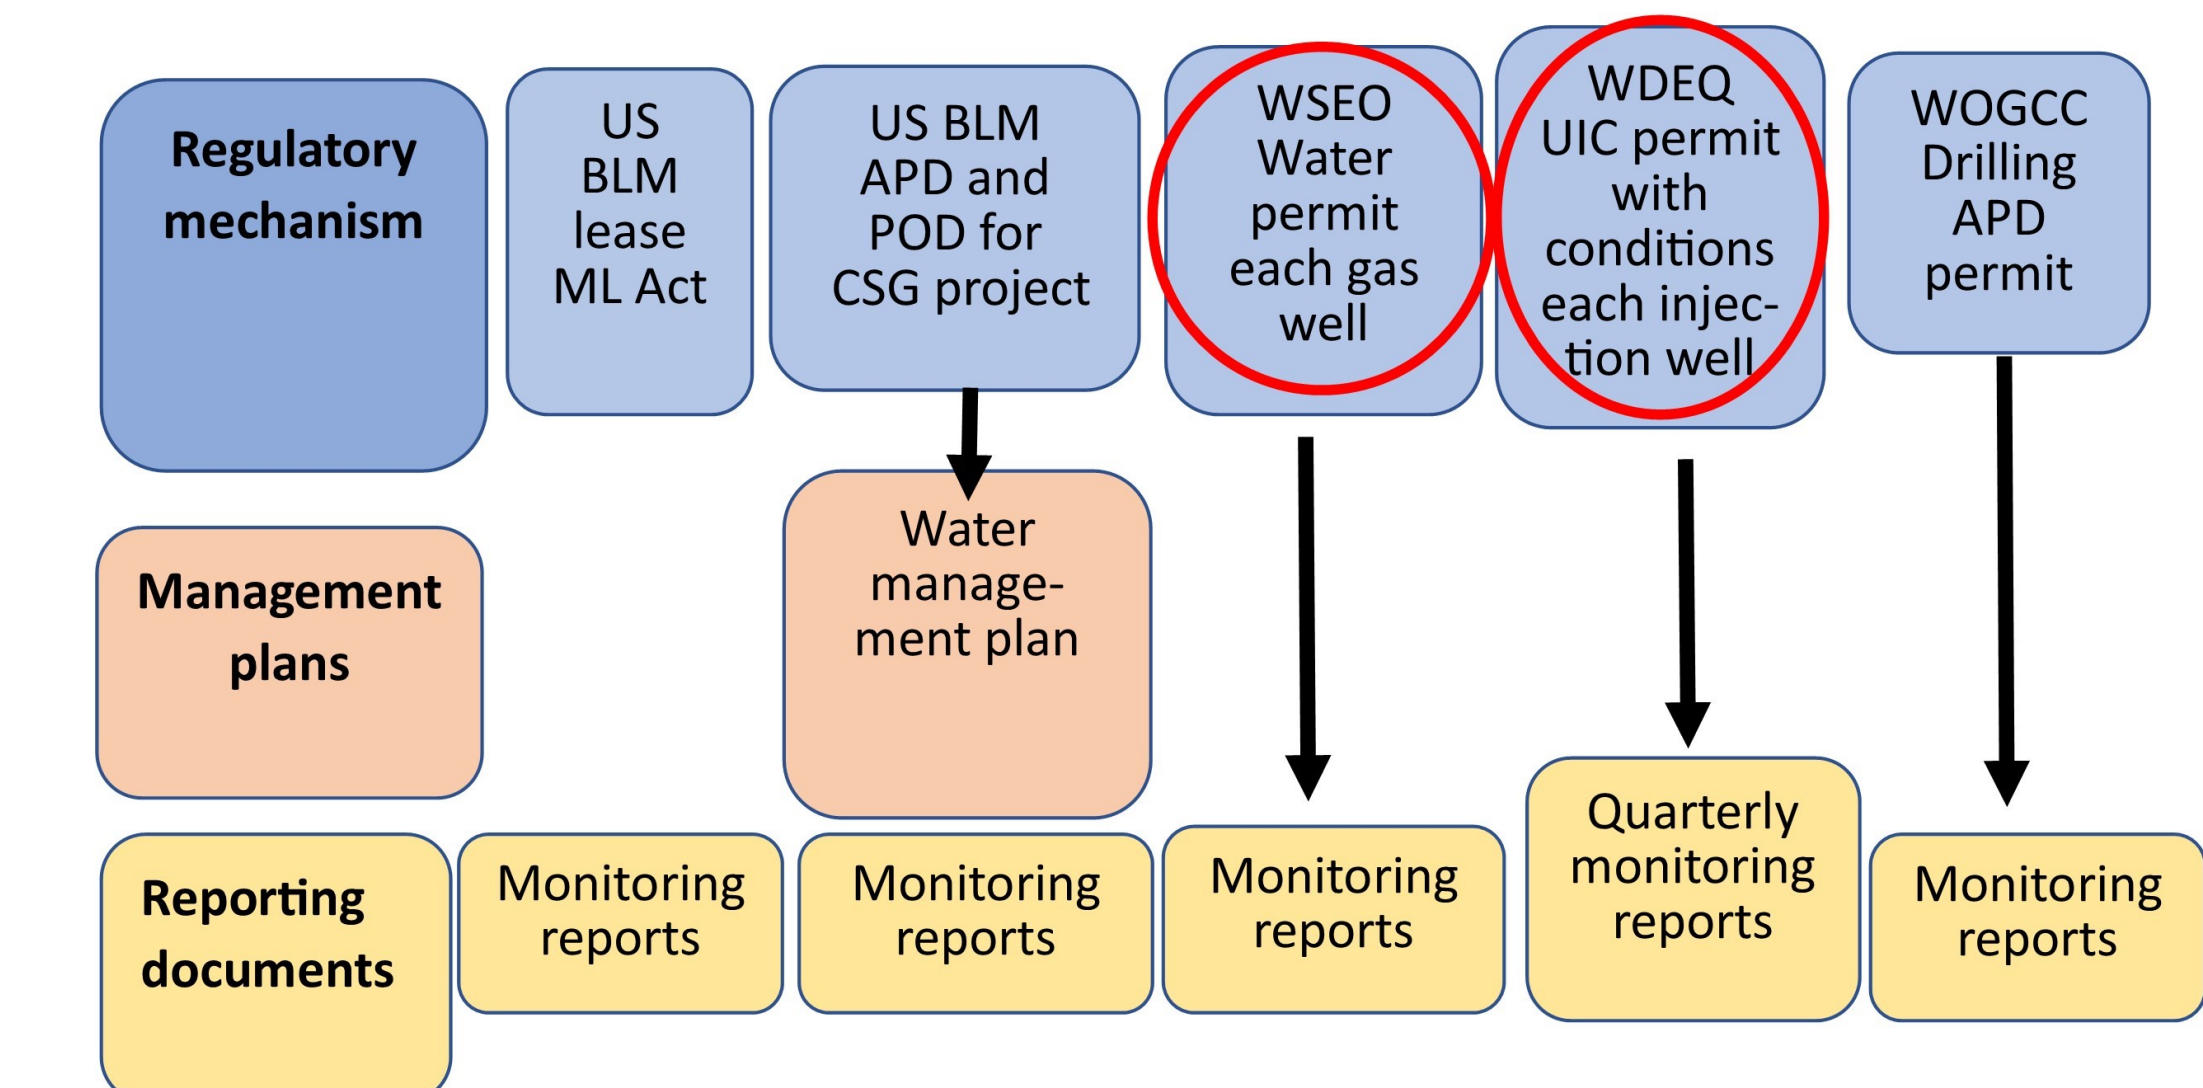 Regulatory
mechanism
US
BLM
lease
ML Act
US BLM
APD and
POD for
CSG project
WSEO
Water
permit
each gas
well
WDEQ
UIC permit
with
conditions
each injec-
tion well
WOGCC
Drilling
APD
permit
Management
plans
Water
manage-
ment plan
Reporting
documents
Monitoring
reports
Monitoring
reports
Monitoring
reports
Quarterly
monitoring
reports
Monitoring
reports